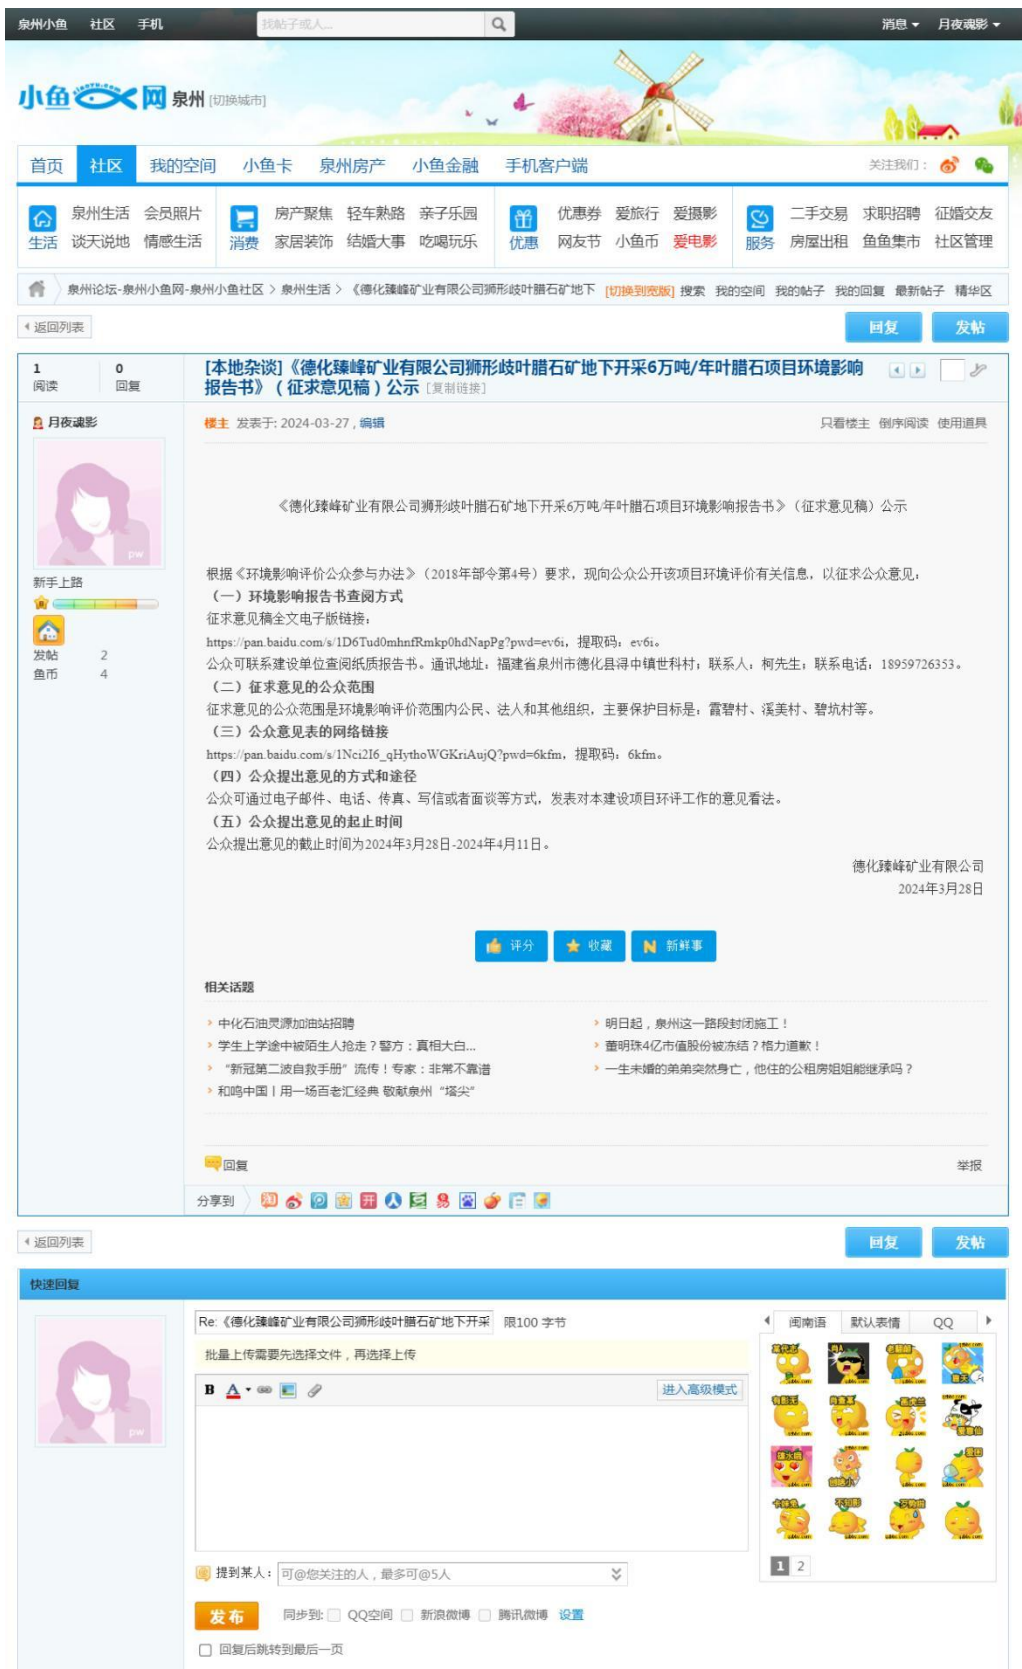 泉州小鱼 社区 手机 找帖子或人... 消息 月夜魂影
小鱼网 泉州 [切换城市]
首页 社区 我的空间 小鱼卡 泉州房产 小鱼金融 手机客户端 关注我们：
泉州生活 会员照片 房产聚焦 轻车熟路 亲子乐园 优惠券 爱旅行 爱摄影 二手交易 求职招聘 征婚交友
生活 谈天说地 情感生活 消费 家居装饰 结婚大事 吃喝玩乐 优惠 网友节 小鱼币 爱电影 服务 房屋出租 鱼鱼集市 社区管理
泉州论坛-泉州小鱼网-泉州小鱼社区 > 泉州生活 > 《德化臻峰矿业有限公司狮形歧叶腊石矿地下 [切换到宽版] 搜索 我的空间 我的帖子 我的回复 最新帖子 精华区
返回列表 回复 发帖
1 0
阅读 回复
[本地杂谈]《德化臻峰矿业有限公司狮形歧叶腊石矿地下开采6万吨/年叶腊石项目环境影响
报告书》（征求意见稿）公示 [复制链接]
月夜魂影
楼主 发表于: 2024-03-27 , 编辑 只看楼主 倒序阅读 使用道具
pw
新手上路
发帖 2
鱼币 4
《德化臻峰矿业有限公司狮形歧叶腊石矿地下开采6万吨/年叶腊石项目环境影响报告书》（征求意见稿）公示
根据《环境影响评价公众参与办法》（2018年部令第4号）要求，现向公众公开该项目环境评价有关信息，以征求公众意见：
（一）环境影响报告书查阅方式
征求意见稿全文电子版链接：
https://pan.baidu.com/s/1D6Tud0mhnfRmkp0hdNapPg?pwd=ev6i，提取码：ev6i。
公众可联系建设单位查阅纸质报告书。通讯地址：福建省泉州市德化县浔中镇世科村；联系人：柯先生；联系电话：18959726353。
（二）征求意见的公众范围
征求意见的公众范围是环境影响评价范围内公民、法人和其他组织，主要保护目标是：霞碧村、溪美村、碧坑村等。
（三）公众意见表的网络链接
https://pan.baidu.com/s/1Nci2I6_qHythoWGKriAujQ?pwd=6kfm，提取码：6kfm。
（四）公众提出意见的方式和途径
公众可通过电子邮件、电话、传真、写信或者面谈等方式，发表对本建设项目环评工作的意见看法。
（五）公众提出意见的起止时间
公众提出意见的截止时间为2024年3月28日-2024年4月11日。
德化臻峰矿业有限公司
2024年3月28日
评分 收藏 新鲜事
相关话题
中化石油灵源加油站招聘 明日起，泉州这一路段封闭施工！
学生上学途中被陌生人抢走？警方：真相大白... 董明珠4亿市值股份被冻结？格力道歉！
“新冠第二波自救手册”流传！专家：非常不靠谱 一生未婚的弟弟突然身亡，他住的公租房姐姐能继承吗？
和鸣中国丨用一场百老汇经典 敬献泉州“塔尖”
回复 举报
分享到
返回列表 回复 发帖
快速回复
Re:《德化臻峰矿业有限公司狮形歧叶腊石矿地下开采 限100 字节
闽南语 默认表情 QQ
批量上传需要先选择文件，再选择上传
B A 进入高级模式
pw
提到某人： 可@您关注的人，最多可@5人
1 2
发布 同步到: QQ空间 新浪微博 腾讯微博 设置
回复后跳转到最后一页